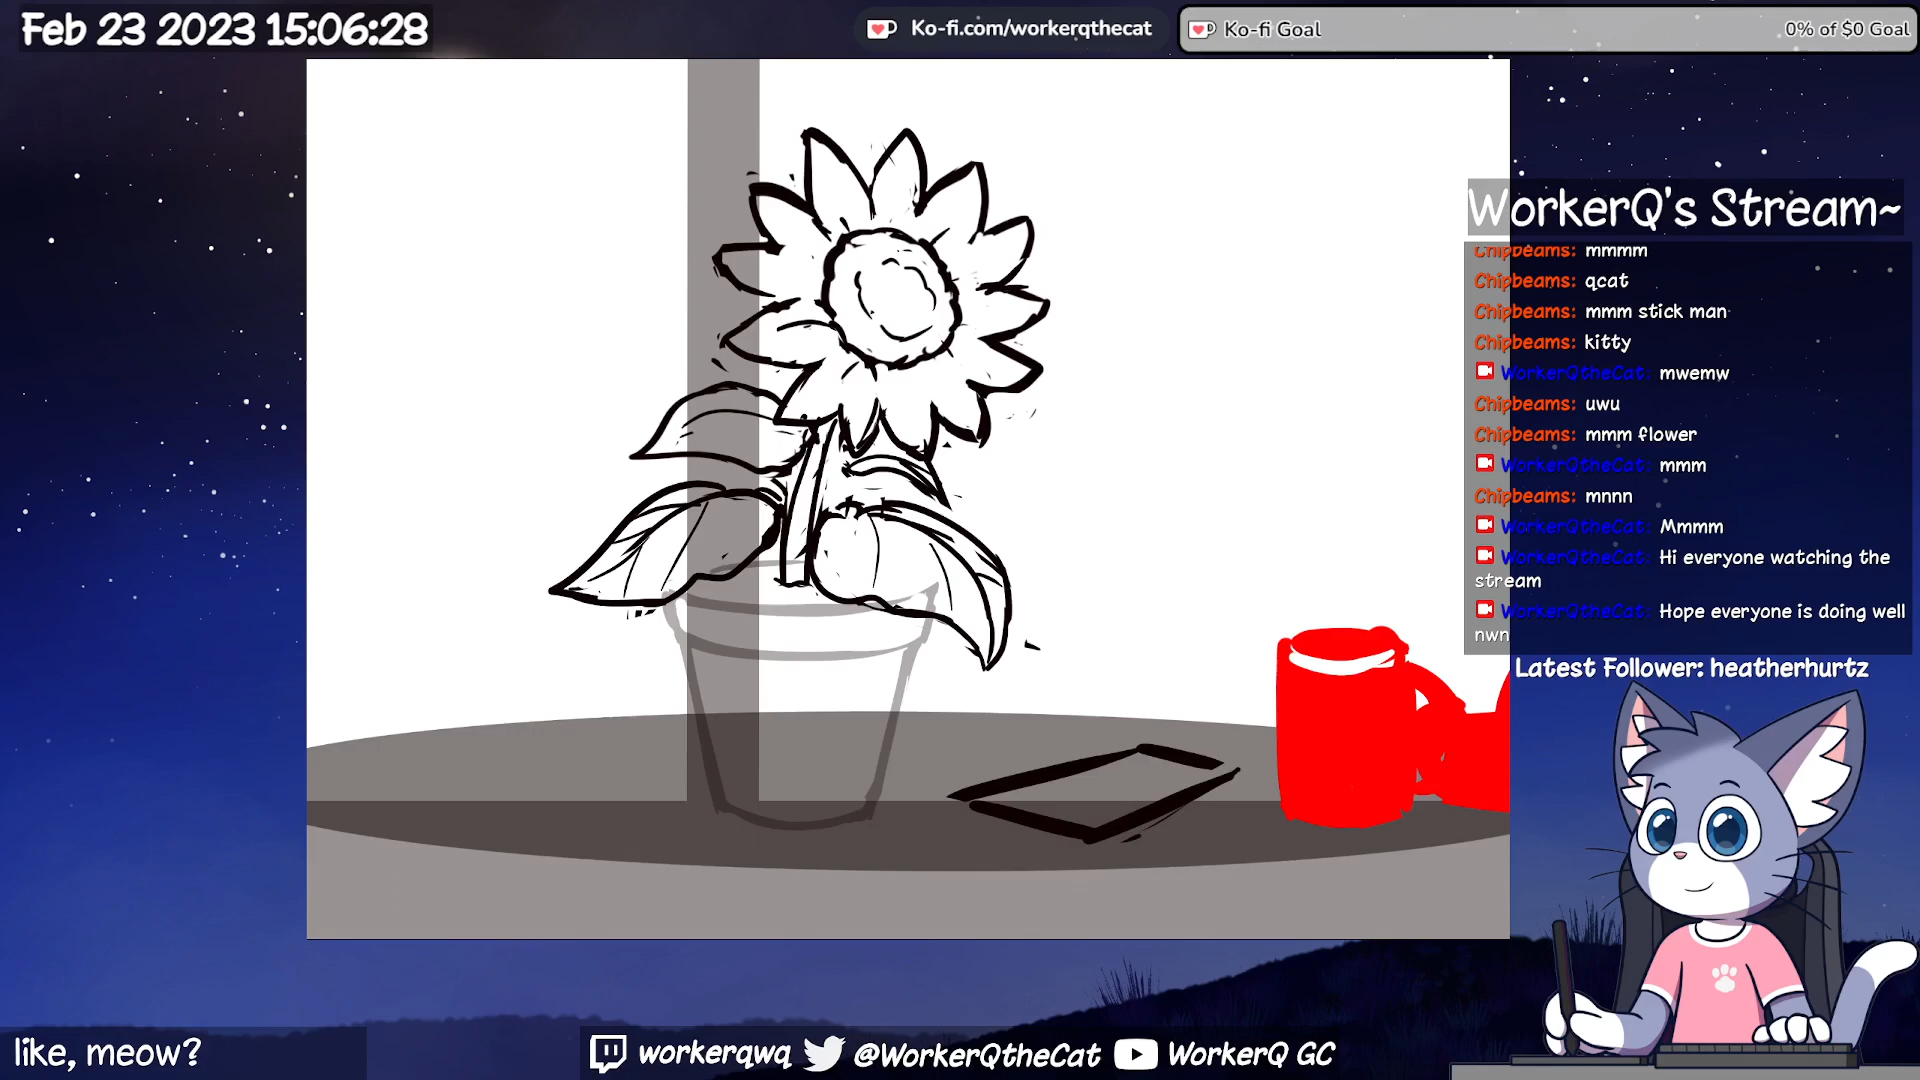 Feb 23 2023 15:06:28
Ko-fi.com/workerqthecat
Ko-fi Goal
0% of $0 Goal
WorkerQ's Stream~
Chipbeams: mmmm
Chipbeams: qcat
Chipbeams: mmm stick man
Chipbeams: kitty
WorkerQtheCat: mwemw
Chipbeams: uwu
Chipbeams: mmm flower
WorkerQtheCat: mmm
Chipbeams: mnnn
WorkerQtheCat: Mmmm
WorkerQtheCat: Hi everyone watching the
stream
WorkerQtheCat: Hope everyone is doing well
nwn
Latest Follower: heatherhurtz
like, meow?
workerqwq
@WorkerQtheCat
WorkerQ GC